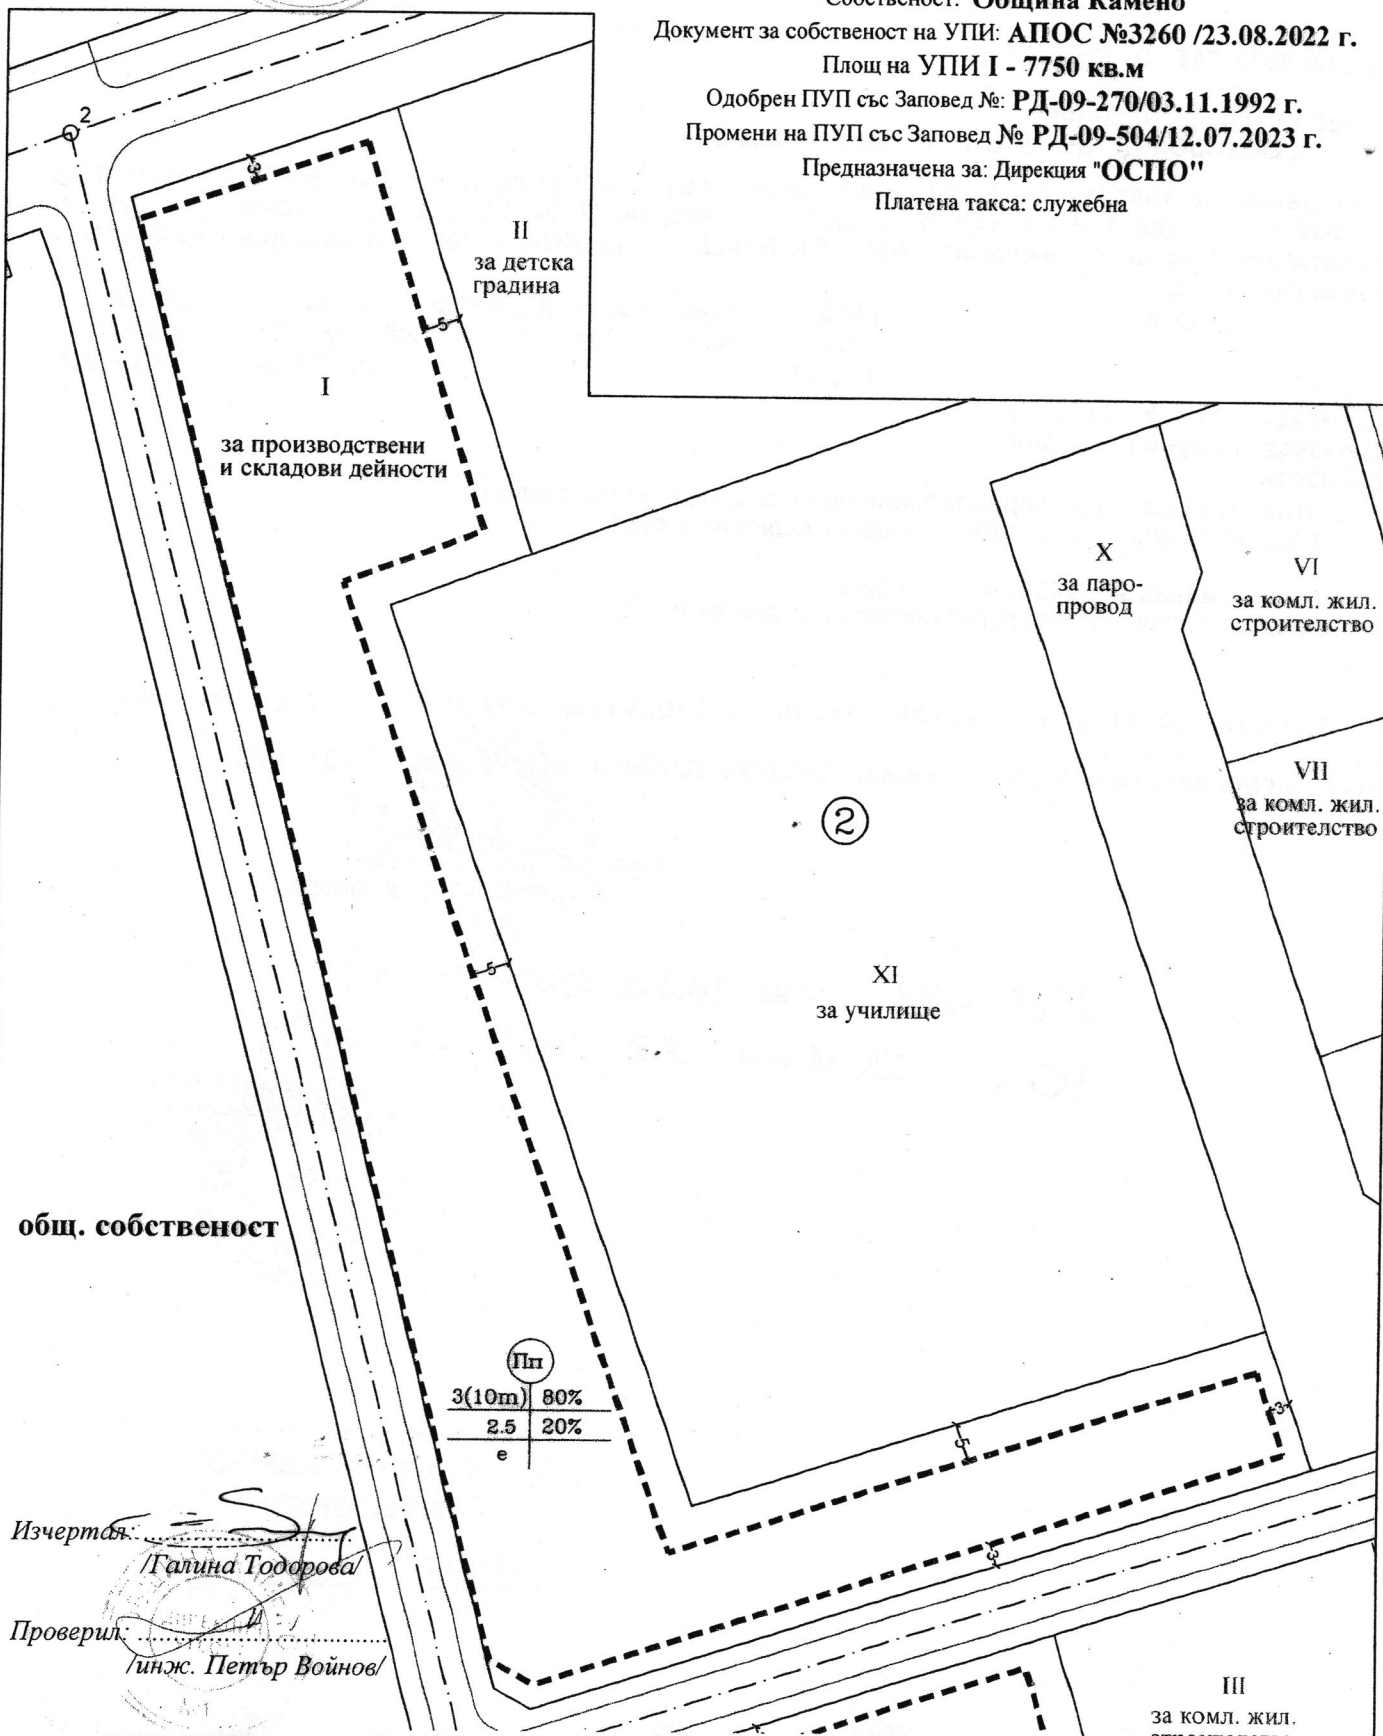 Собственост: Община Камено
Документ за собственост на УПИ: АПОС №3260 /23.08.2022 г.
Площ на УПИ I - 7750 кв.м
Одобрен ПУП със Заповед №: РД-09-270/03.11.1992 г.
Промени на ПУП със Заповед № РД-09-504/12.07.2023 г.
Предназначена за: Дирекция "ОСПО"
Платена такса: служебна
2
3
II
за детска
градина
5
I
за производствени
и складови дейности
X
за паро-
провод
VI
за комл. жил.
строителство
VII
за комл. жил.
строителство
2
5
XI
за училище
общ. собственост
Пп
3(10m) 80%
2.5 20%
е
5
3
3
Изчертал:
/Галина Тодорова/
Проверил:
/инж. Петър Войнов/
III
за комл. жил.